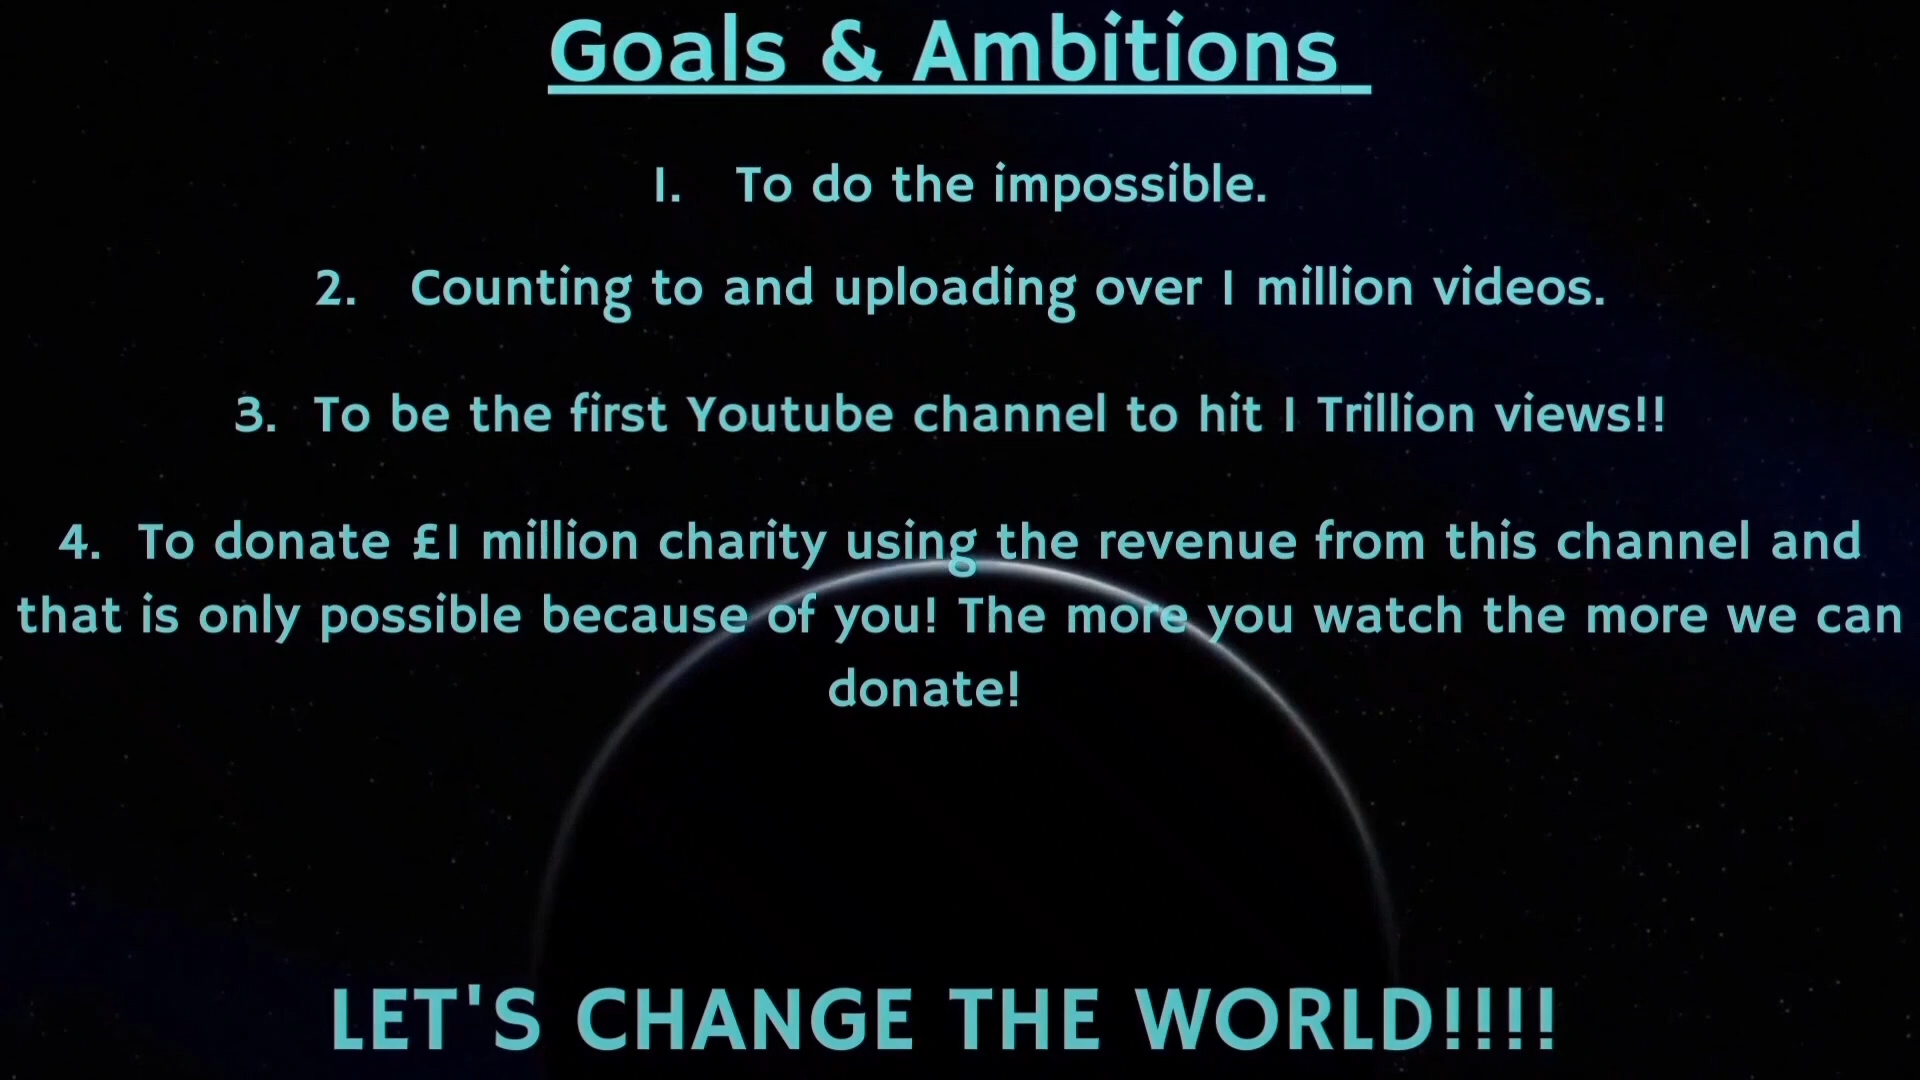 Goals & Ambitions
1. To do the impossible.
2. Counting to and uploading over 1 million videos.
3. To be the first Youtube channel to hit 1 Trillion views!!
4. To donate £1 million charity using the revenue from this channel and
that is only possible because of you! The more you watch the more we can
donate!
LET'S CHANGE THE WORLD!!!!